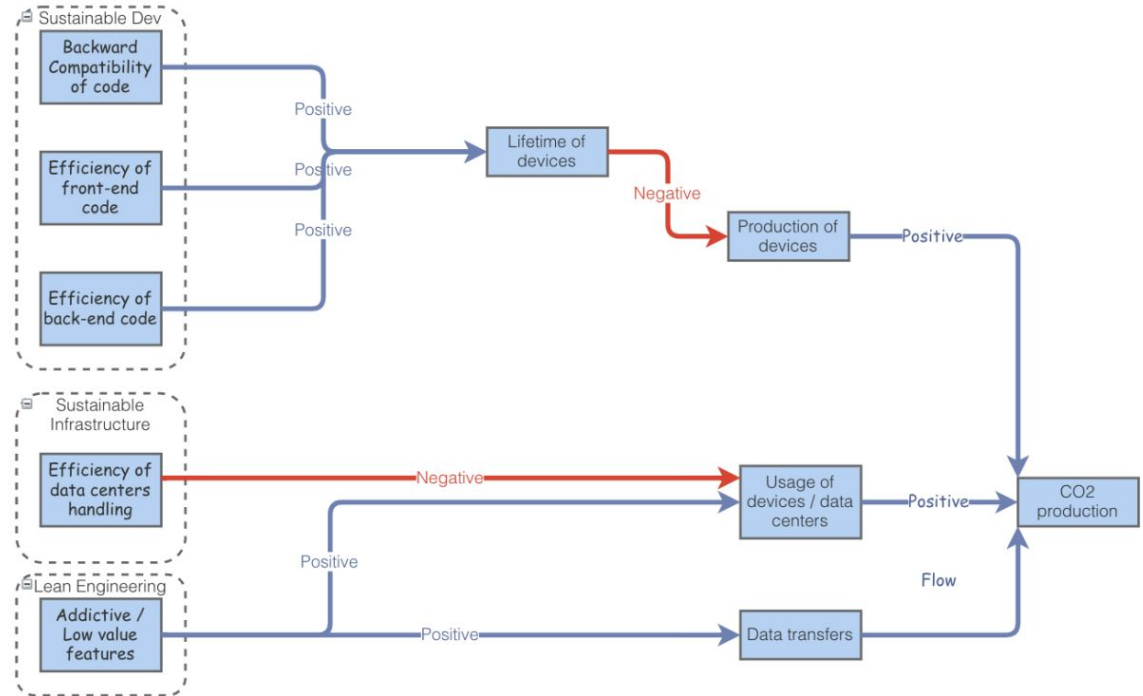 Sustainable Dev
Backward
Compatibility
of code
Positive
Efficiency of
front-end
code
Positive
Positive
Efficiency of
back-end code
Lifetime of
devices
Negative
Production of
devices
Positive
Sustainable
Infrastructure
Efficiency of
data centers
handling
Negative
Usage of
devices / data
centers
Positive
CO2
production
Positive
Flow
Lean Engineering
Addictive /
Low value
features
Positive
Data transfers